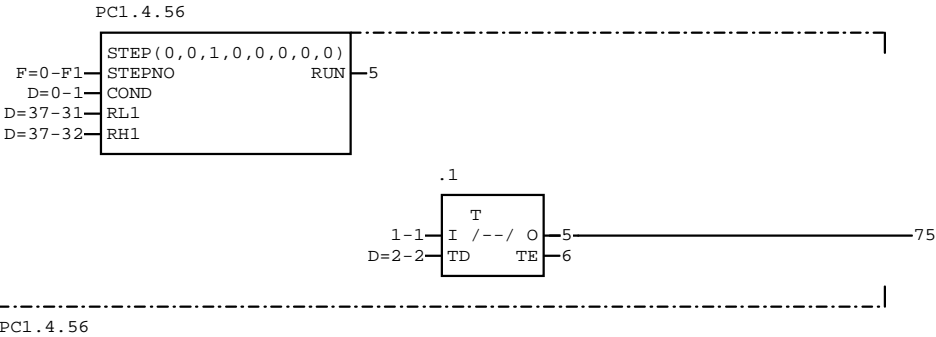 PC1.4.56
STEP(0,0,1,0,0,0,0,0)
F=0-F1 STEPNO RUN 5
D=0-1 COND
D=37-31 RL1
D=37-32 RH1
.1
T
1-1 I /--/ O 5 75
D=2-2 TD TE 6
PC1.4.56